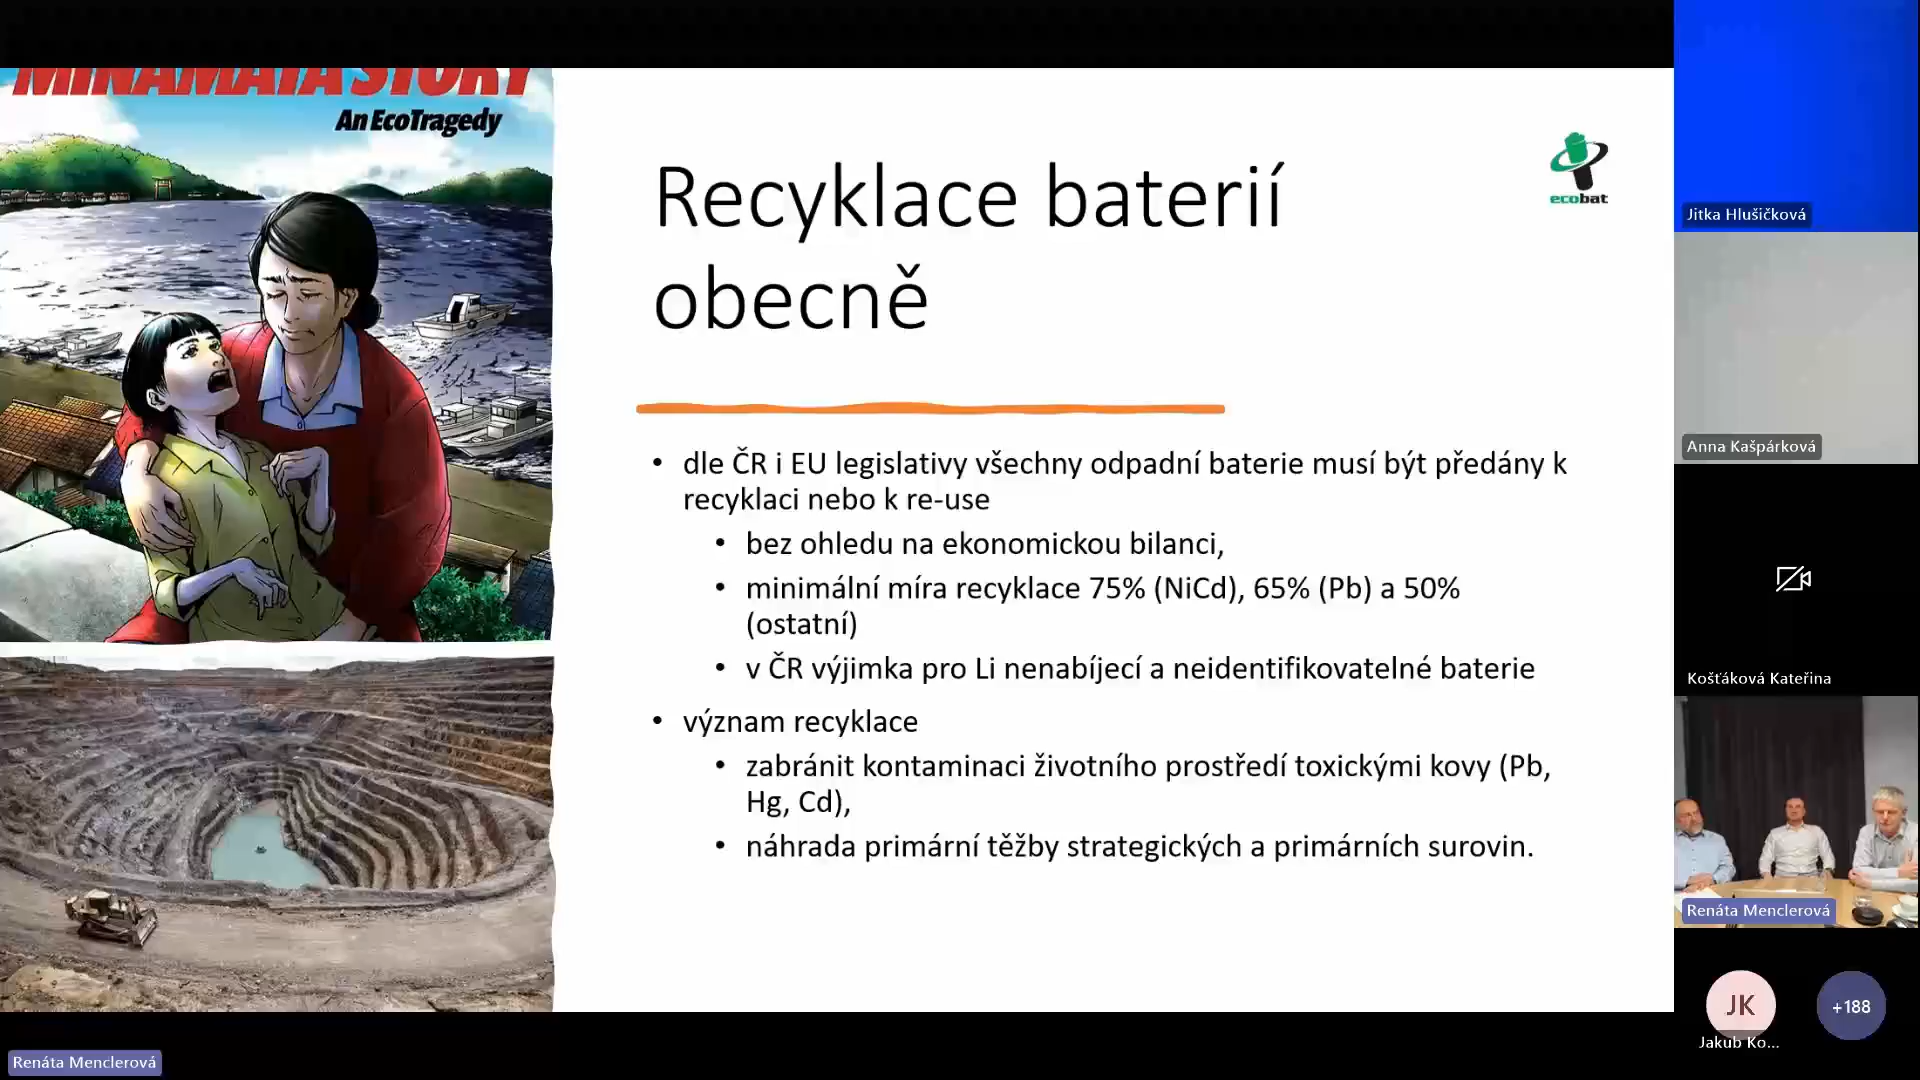 MINAMATA STORY
An EcoTragedy
Recyklace baterií
obecně
ecobat
• dle ČR i EU legislativy všechny odpadní baterie musí být předány k
recyklaci nebo k re-use
• bez ohledu na ekonomickou bilanci,
• minimální míra recyklace 75% (NiCd), 65% (Pb) a 50%
(ostatní)
• v ČR výjimka pro Li nenabíjecí a neidentifikovatelné baterie
• význam recyklace
• zabránit kontaminaci životního prostředí toxickými kovy (Pb,
Hg, Cd),
• náhrada primární těžby strategických a primárních surovin.
Jitka Hlušičková
Anna Kašpárková
Košťáková Kateřina
Renáta Menclerová
JK
+188
Jakub Ko...
Renáta Menclerová